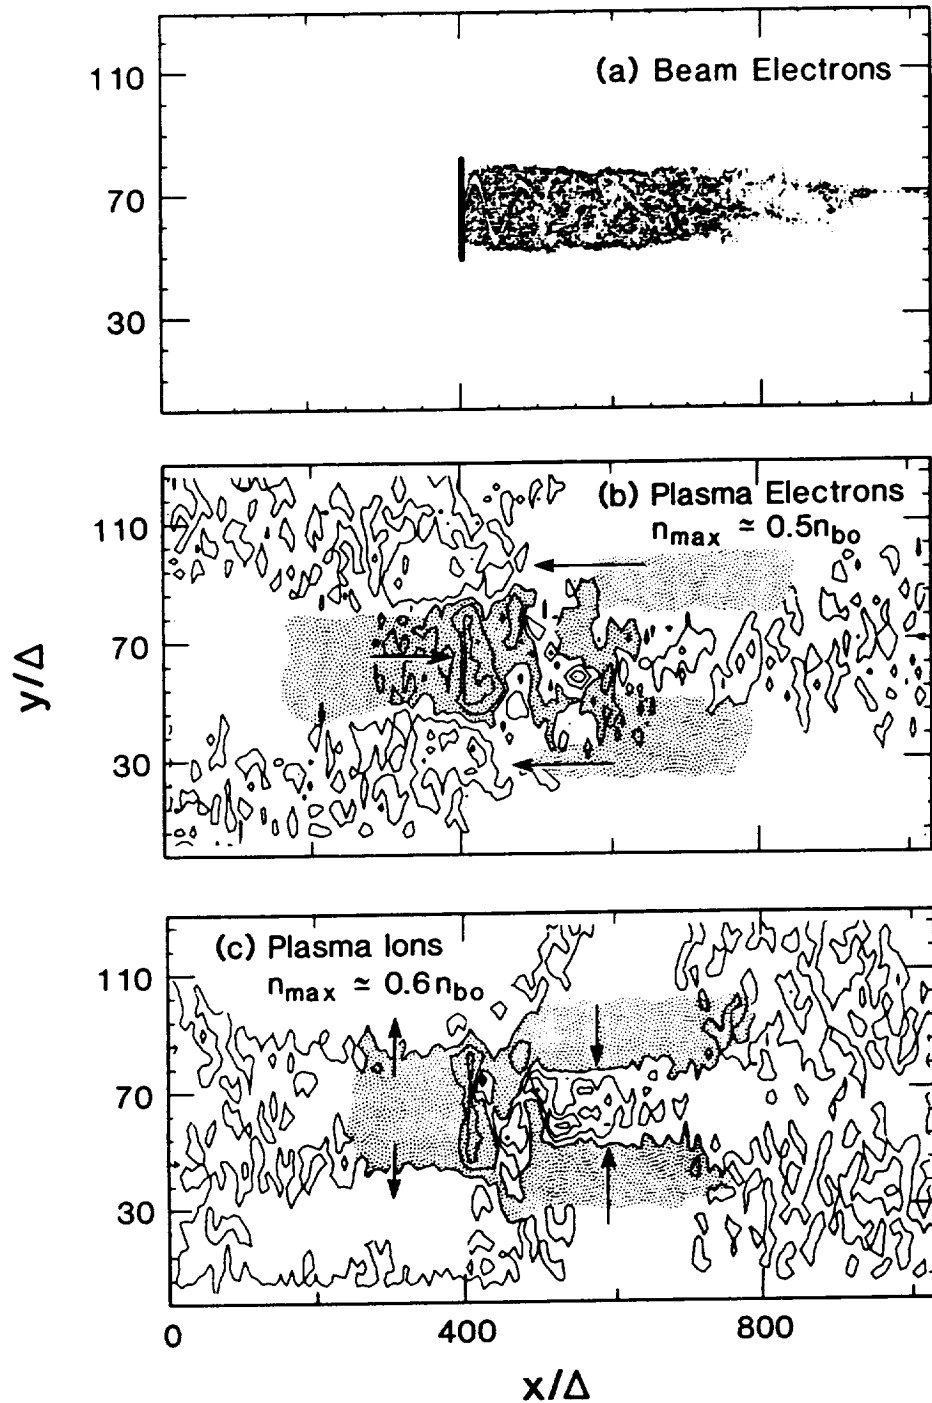 (a) Beam Electrons
110
70
30
(b) Plasma Electrons
n_max ≃ 0.5n_bo
110
70
30
y/Δ
(c) Plasma Ions
n_max ≃ 0.6n_bo
110
70
30
0 400 800
x/Δ